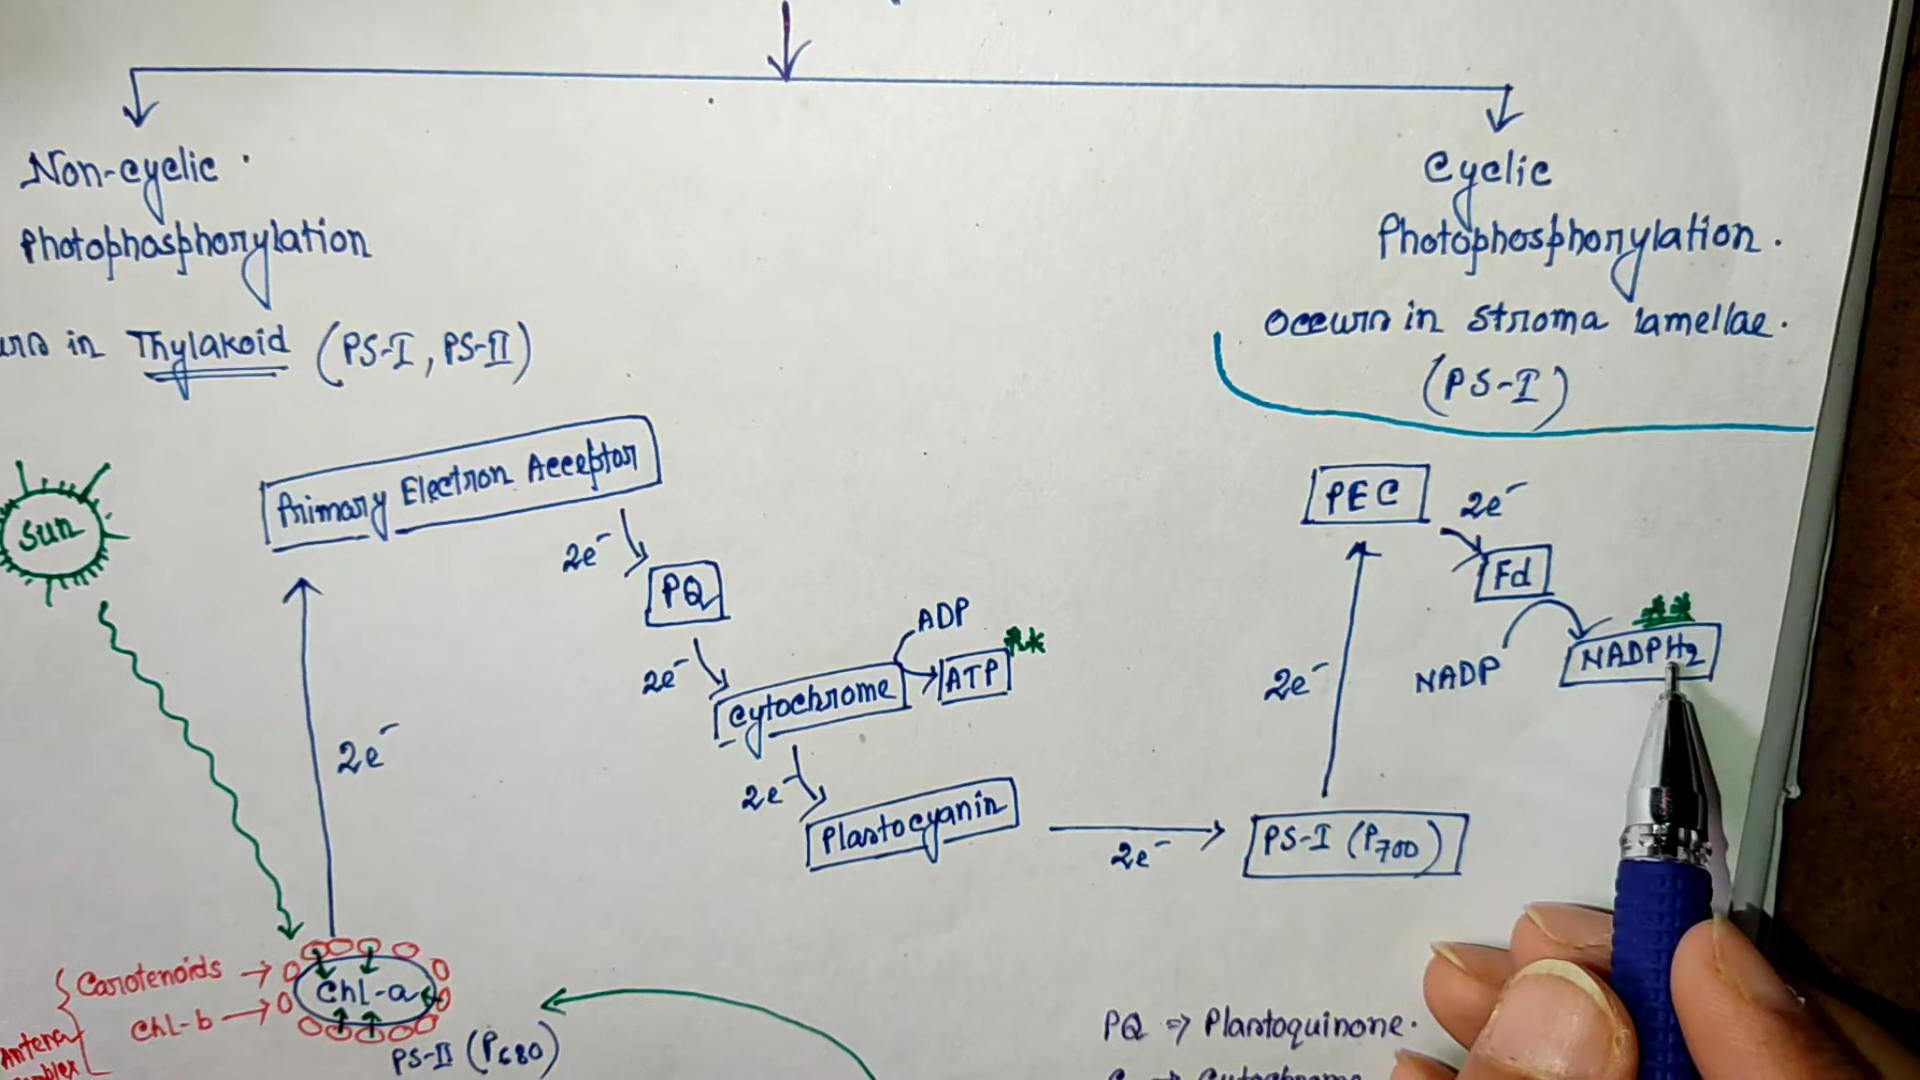 Non-cyclic
Photophosphorylation
in Thylakoid (PS-I, PS-II)
Cyclic
Photophosphorylation.
occurs in stroma lamellae.
(PS-I)
Sun
Primary Electron Acceptor
2e⁻
PQ
2e⁻
Cytochrome
ADP
ATP
2e⁻
Plastocyanin
2e⁻
PS-I (P700)
2e⁻
PEC
2e⁻
Fd
NADP
NADPH2
2e⁻
Carotenoids
Chl-b
Chl-a
PS-II (P680)
Antena
PQ ⇒ Plastoquinone.